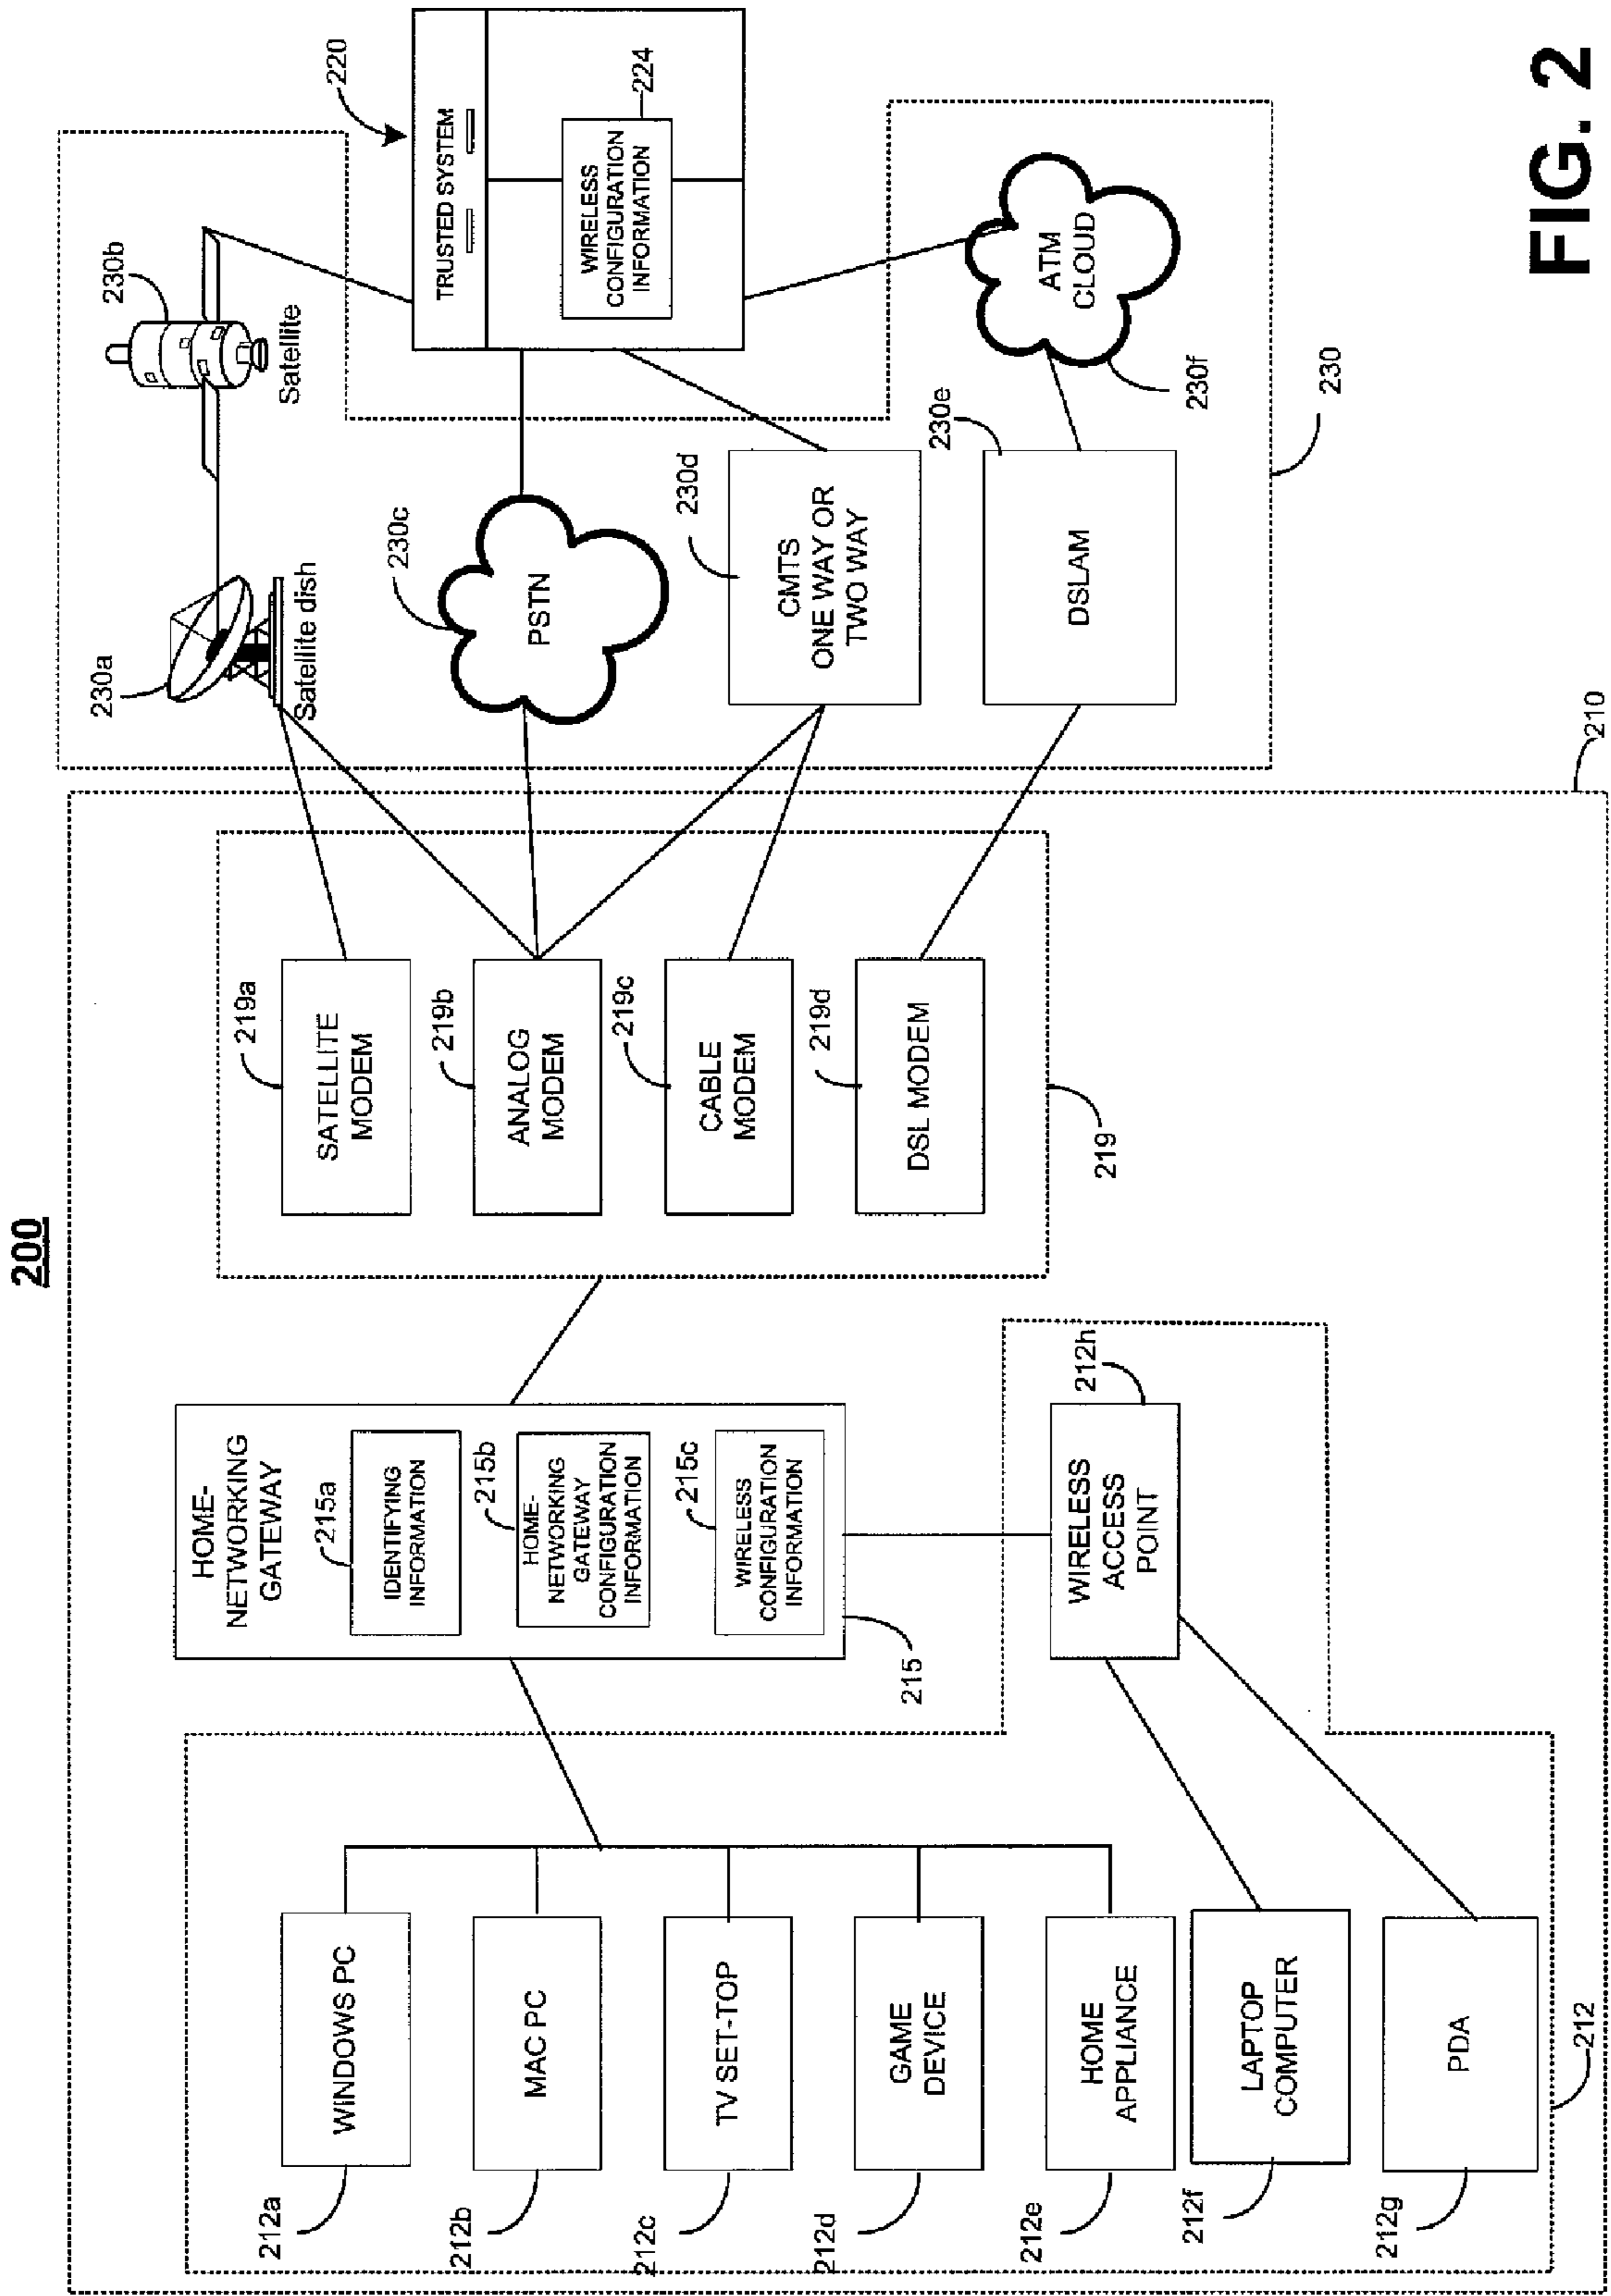 200
212a
WINDOWS PC
212b
MAC PC
212c
TV SET-TOP
212d
GAME
DEVICE
212e
HOME
APPLIANCE
212f
LAPTOP
COMPUTER
212g
PDA
212
HOME-
NETWORKING
GATEWAY
215a
IDENTIFYING
INFORMATION
215b
HOME-
NETWORKING
GATEWAY
CONFIGURATION
INFORMATION
215c
WIRELESS
CONFIGURATION
INFORMATION
215
WIRELESS
ACCESS
POINT
212h
219a
SATELLITE
MODEM
219b
ANALOG
MODEM
219c
CABLE
MODEM
219d
DSL MODEM
219
210
230a
Satellite dish
230b
Satellite
230c
PSTN
230d
CMTS
ONE WAY OR
TWO WAY
230e
DSLAM
230f
ATM
CLOUD
230
220
TRUSTED SYSTEM
WIRELESS
CONFIGURATION
INFORMATION
224
FIG. 2